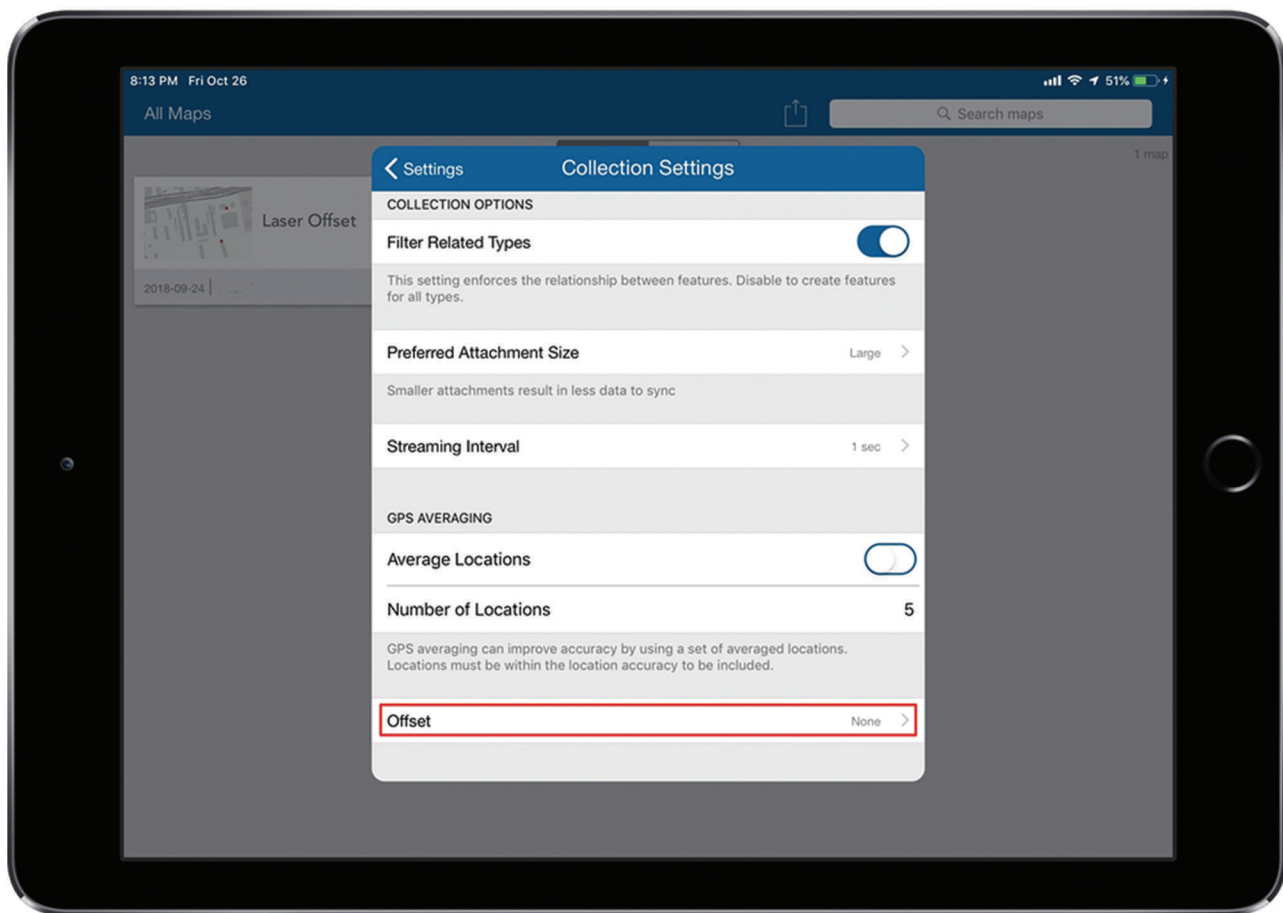 8:13 PM Fri Oct 26
51%
All Maps
Search maps
1 map
Settings
Collection Settings
COLLECTION OPTIONS
Laser Offset
Filter Related Types
This setting enforces the relationship between features. Disable to create features
for all types.
2018-09-24
Preferred Attachment Size
Large
Smaller attachments result in less data to sync
Streaming Interval
1 sec
GPS AVERAGING
Average Locations
Number of Locations
5
GPS averaging can improve accuracy by using a set of averaged locations.
Locations must be within the location accuracy to be included.
Offset
None